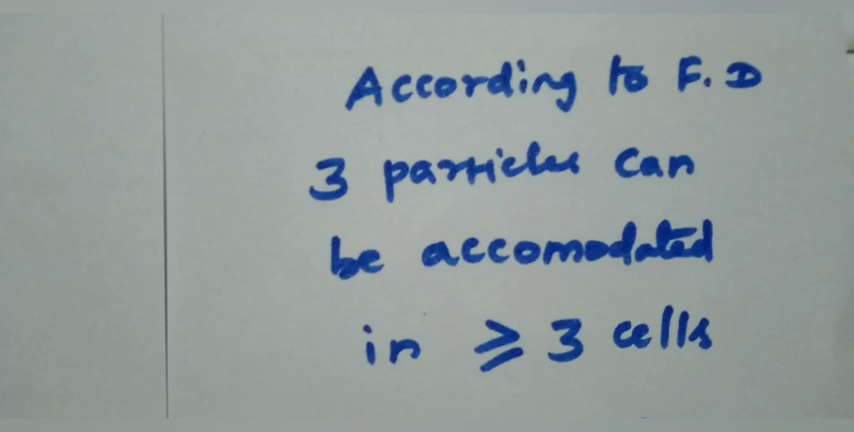 According to F.D
3 particles can
be accomodated
in ≥ 3 cells